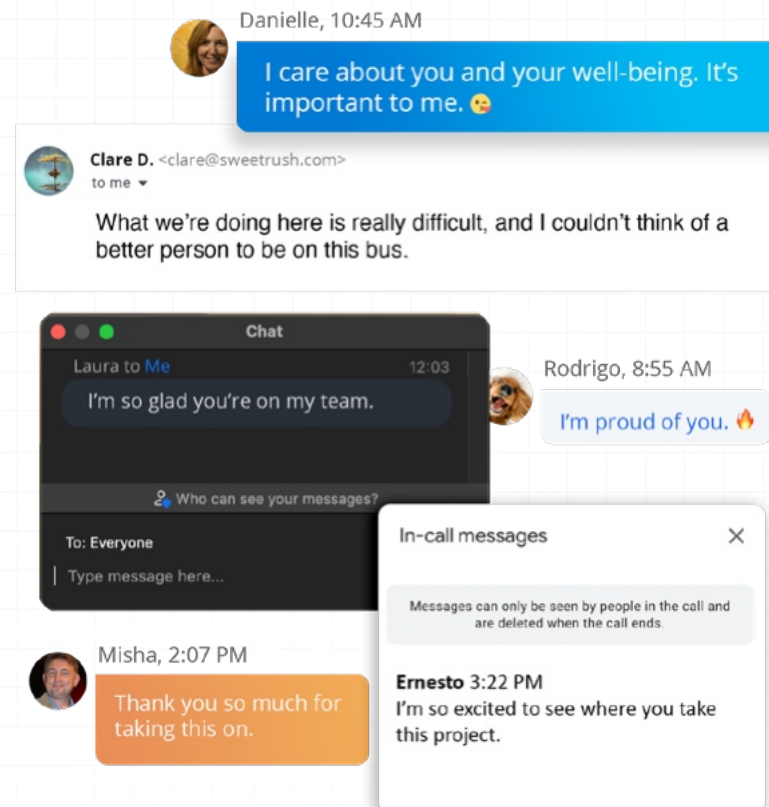 Danielle, 10:45 AM
I care about you and your well-being. It’s
important to me. 😘
Clare D. <clare@sweetrush.com>
to me
What we’re doing here is really difficult, and I couldn’t think of a
better person to be on this bus.
Chat
Laura to Me 12:03
I’m so glad you’re on my team.
Who can see your messages?
To: Everyone
Type message here...
Rodrigo, 8:55 AM
I’m proud of you. 🔥
In-call messages
Messages can only be seen by people in the call and
are deleted when the call ends.
Ernesto 3:22 PM
I’m so excited to see where you take
this project.
Misha, 2:07 PM
Thank you so much for
taking this on.